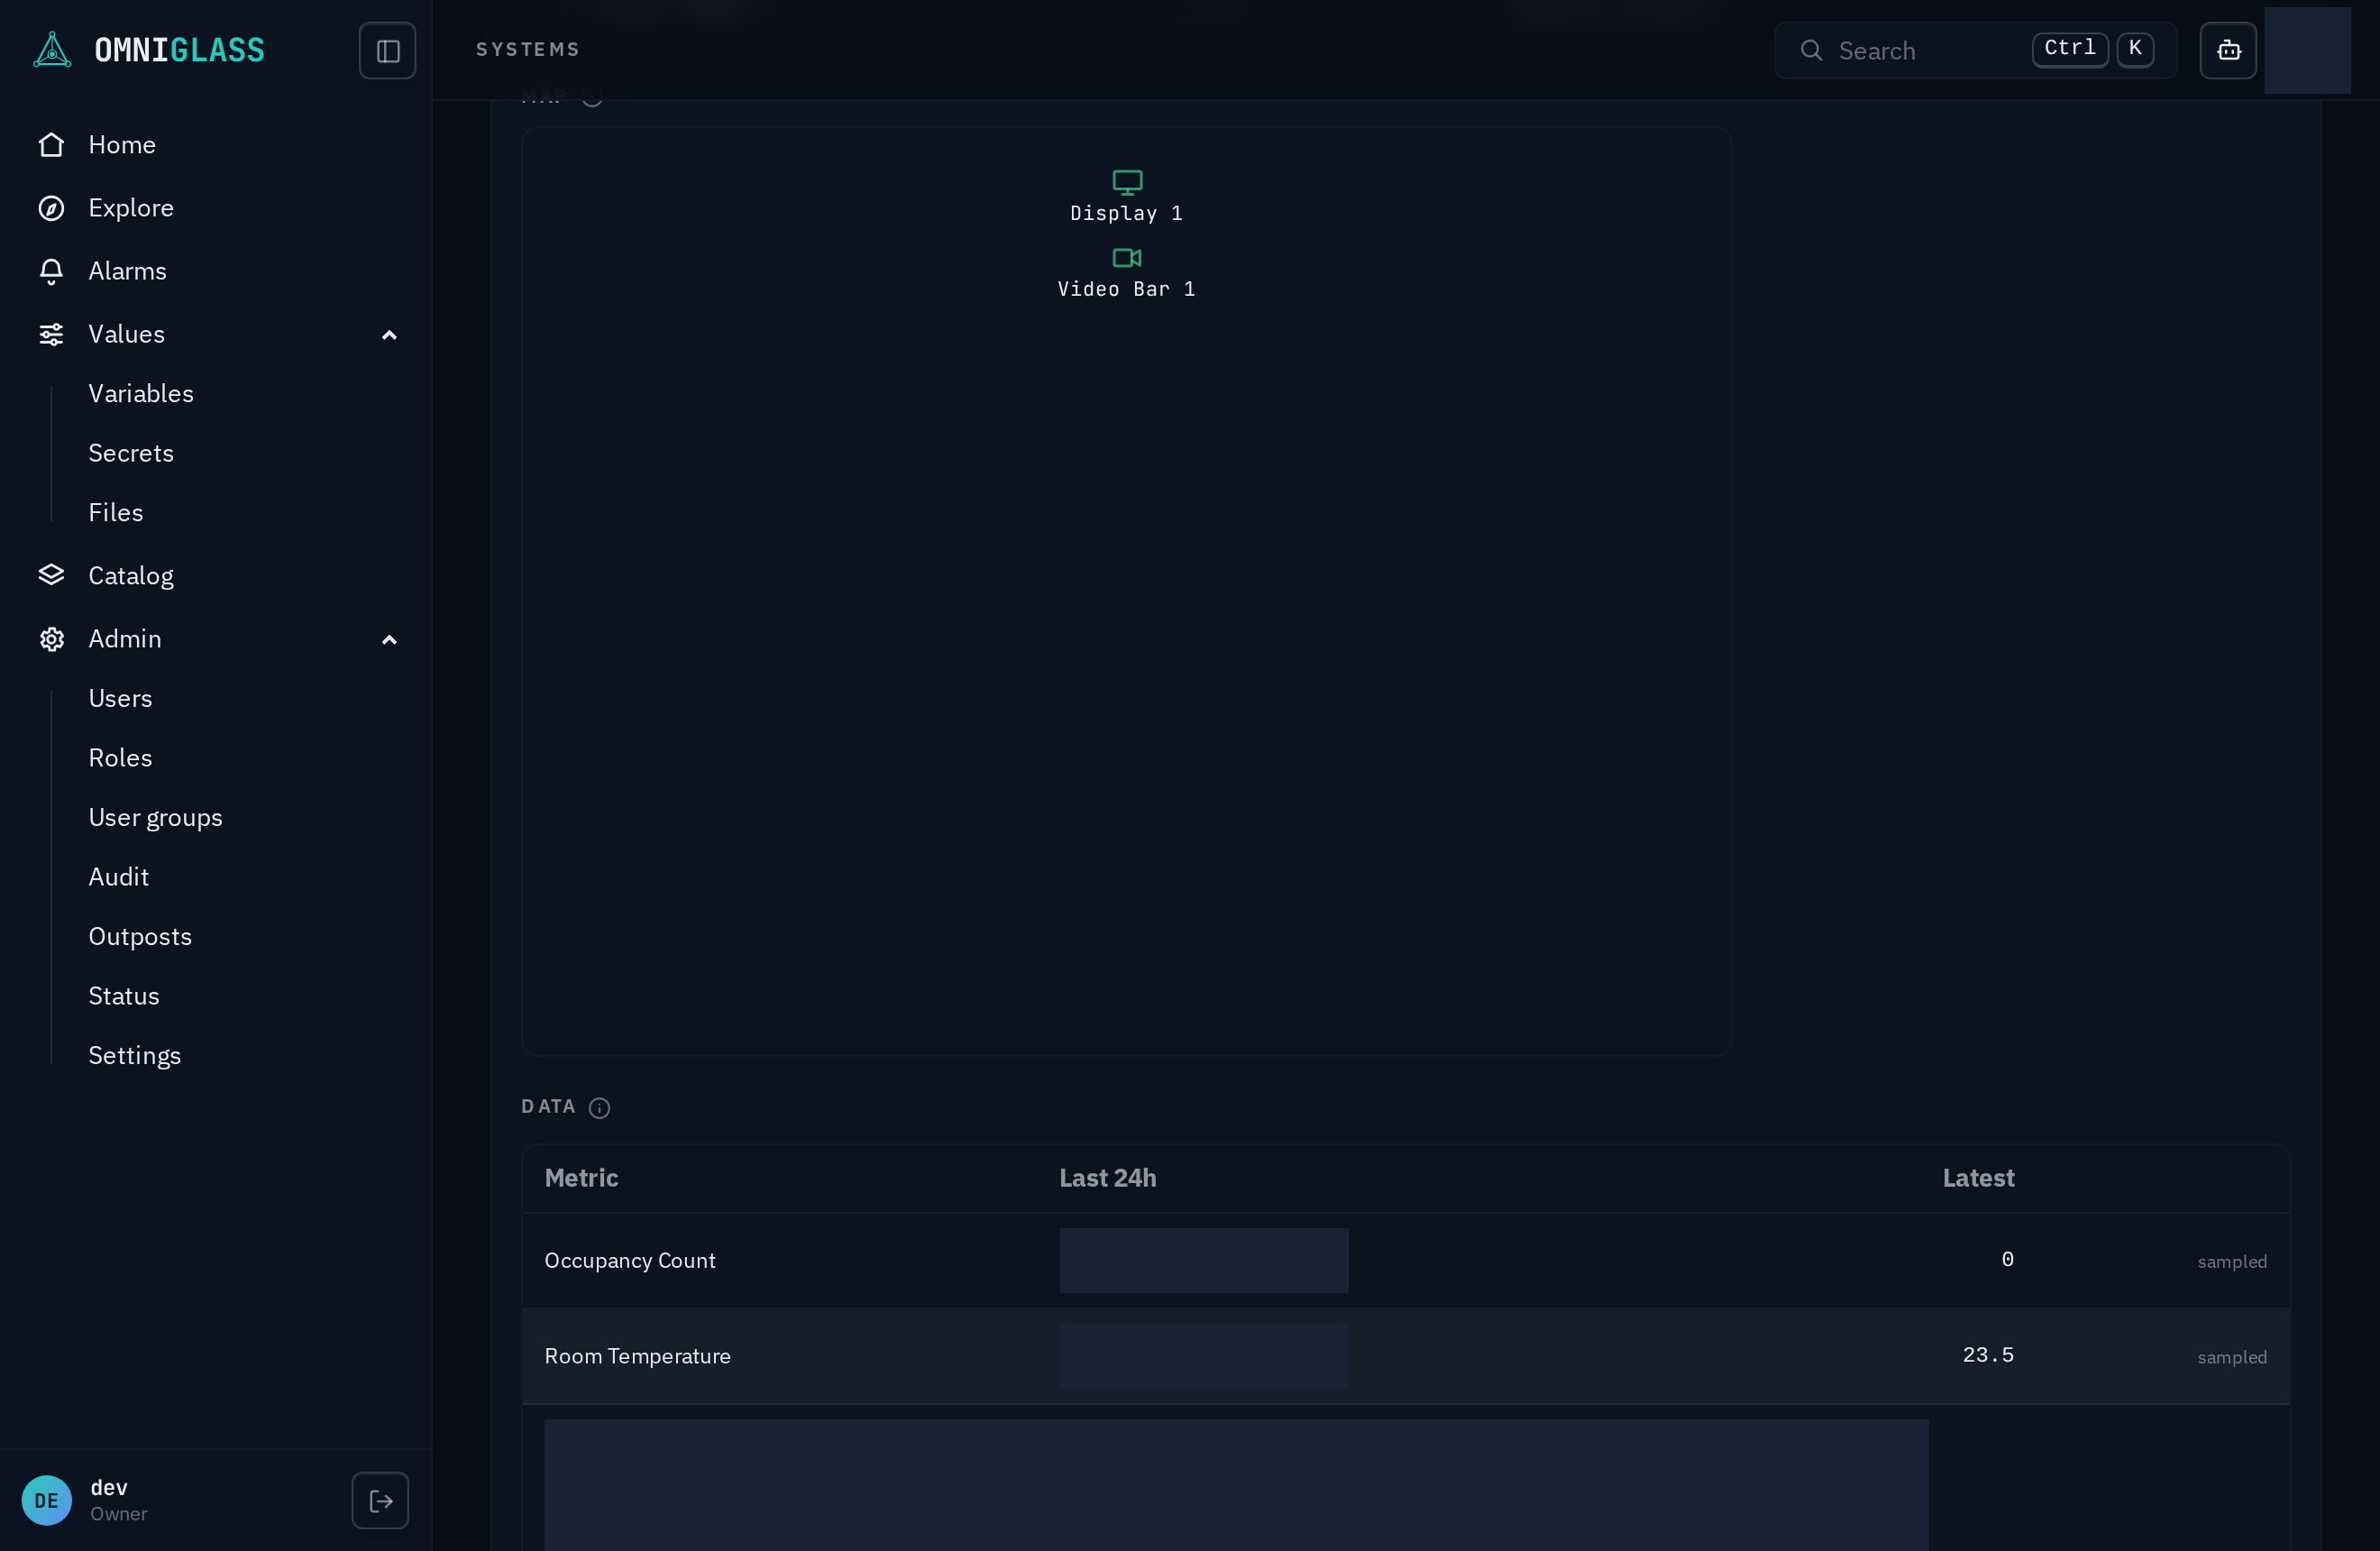 OMNIGLASS
SYSTEMS
Search
Ctrl
K
MAP
Home
Explore
Alarms
Values
Variables
Secrets
Files
Catalog
Admin
Users
Roles
User groups
Audit
Outposts
Status
Settings
DE
dev
Owner
Display 1
Video Bar 1
DATA
Metric
Last 24h
Latest
Occupancy Count
0
sampled
Room Temperature
23.5
sampled